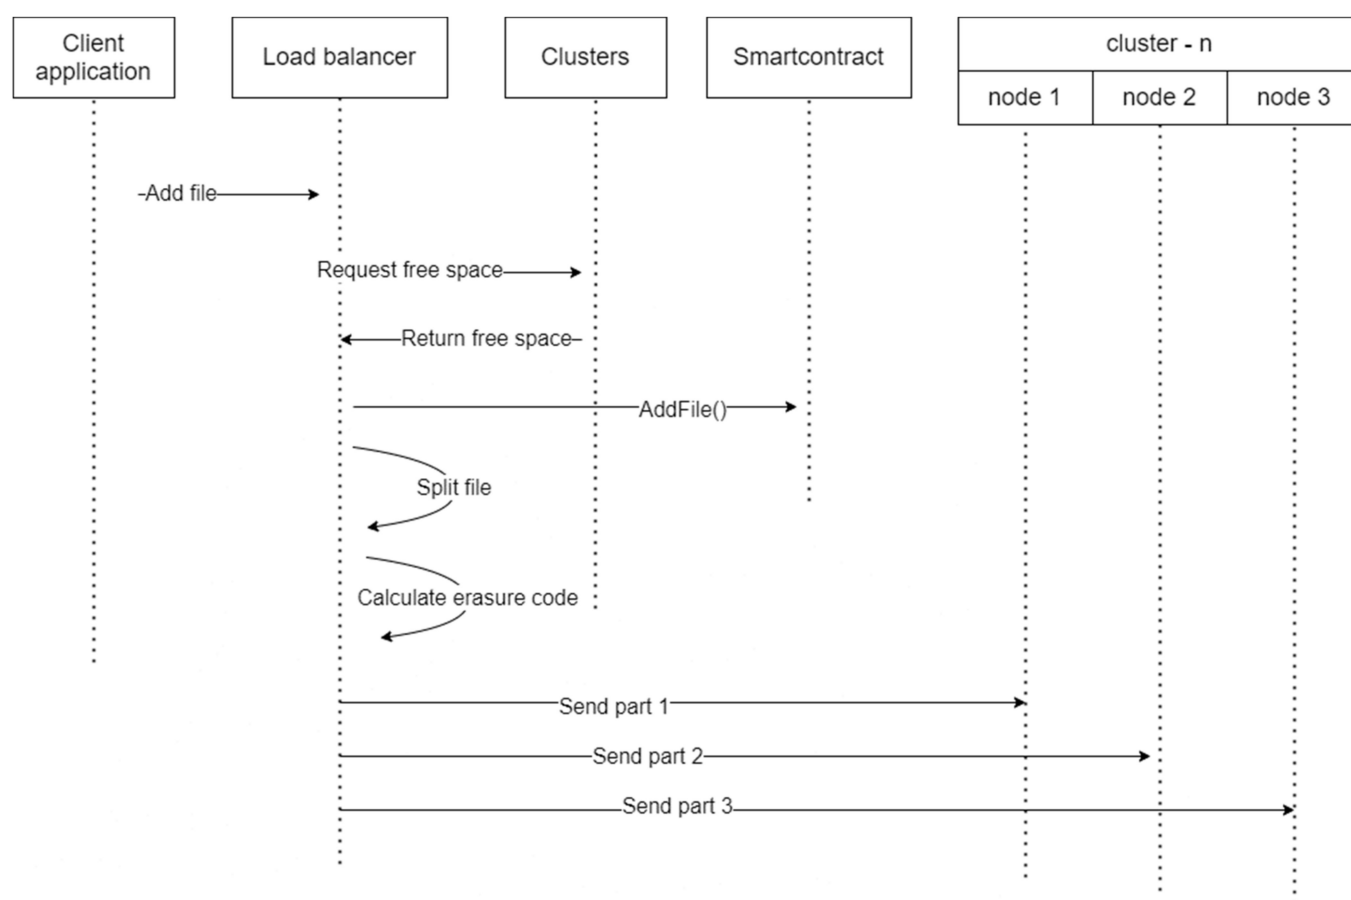 Client
application
Load balancer
Clusters
Smartcontract
cluster - n
node 1
node 2
node 3
Add file
Request free space
Return free space
AddFile()
Split file
Calculate erasure code
Send part 1
Send part 2
Send part 3